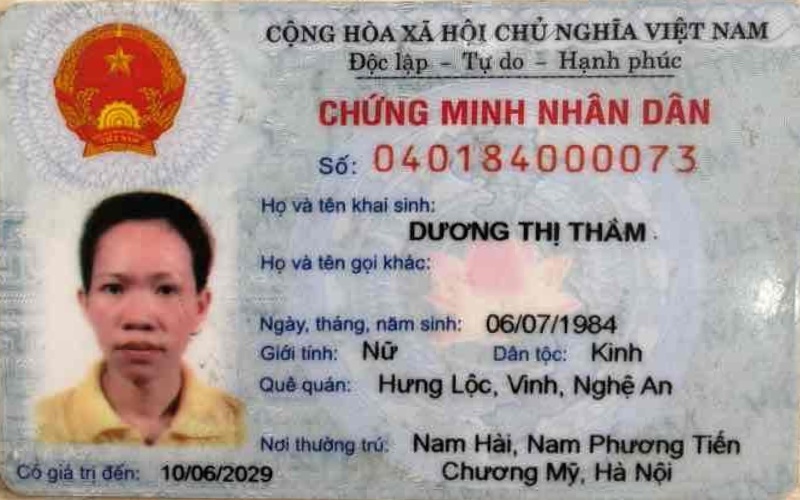 CỘNG HÒA XÃ HỘI CHỦ NGHĨA VIỆT NAM
Độc lập - Tự do - Hạnh phúc
CHỨNG MINH NHÂN DÂN
Số: 040184000073
Họ và tên khai sinh:
DƯƠNG THỊ THẮM
Họ và tên gọi khác:
Ngày, tháng, năm sinh: 06/07/1984
Giới tính: Nữ Dân tộc: Kinh
Quê quán: Hưng Lộc, Vinh, Nghệ An
Nơi thường trú: Nam Hài, Nam Phương Tiến
Chương Mỹ, Hà Nội
Có giá trị đến: 10/06/2029